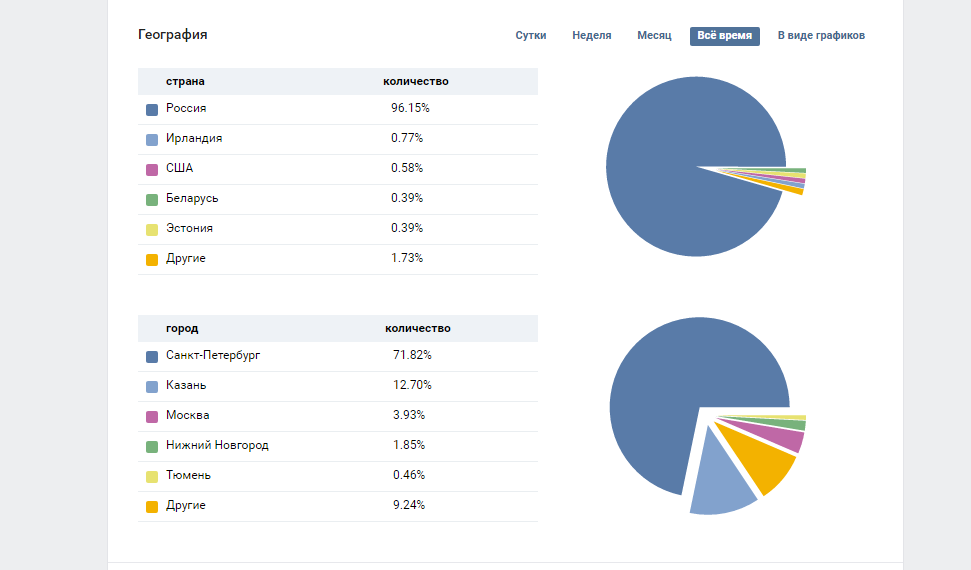 География Сутки Неделя Месяц Всё время В виде графиков
страна количество
Россия 96.15%
Ирландия 0.77%
США 0.58%
Беларусь 0.39%
Эстония 0.39%
Другие 1.73%
город количество
Санкт-Петербург 71.82%
Казань 12.70%
Москва 3.93%
Нижний Новгород 1.85%
Тюмень 0.46%
Другие 9.24%